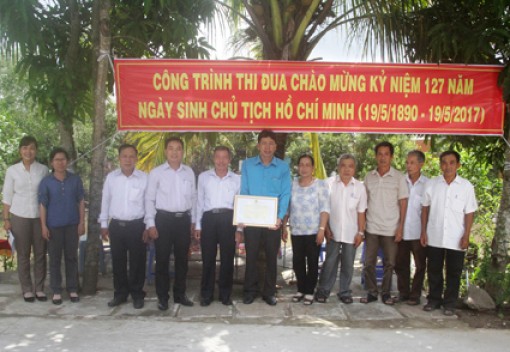 CÔNG TRÌNH THI ĐUA CHÀO MỪNG KỶ NIỆM 127 NĂM
NGÀY SINH CHỦ TỊCH HỒ CHÍ MINH (19/5/1890 - 19/5/2017)